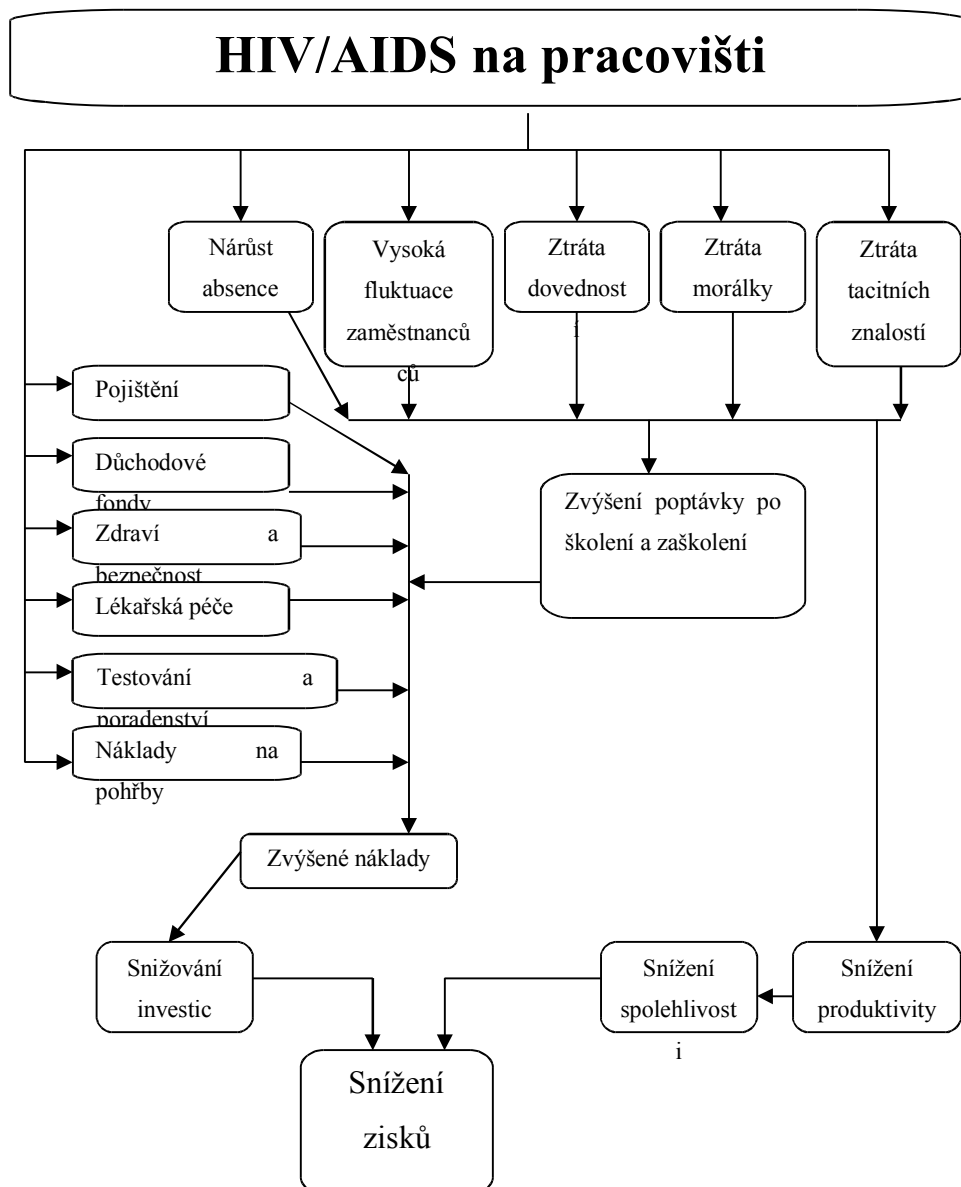 HIV/AIDS na pracovišti
Nárůst
absence
Vysoká
fluktuace
zaměstnanců
ců
Ztráta
dovednost
í
Ztráta
morálky
Ztráta
tacitních
znalostí
Pojištění
Důchodové
fondy
Zdraví a
bezpečnost
Lékařská péče
Testování a
poradenství
Náklady na
pohřby
Zvýšení poptávky po
školení a zaškolení
Zvýšené náklady
Snižování
investic
Snížení
spolehlivost
i
Snížení
produktivity
Snížení
zisků